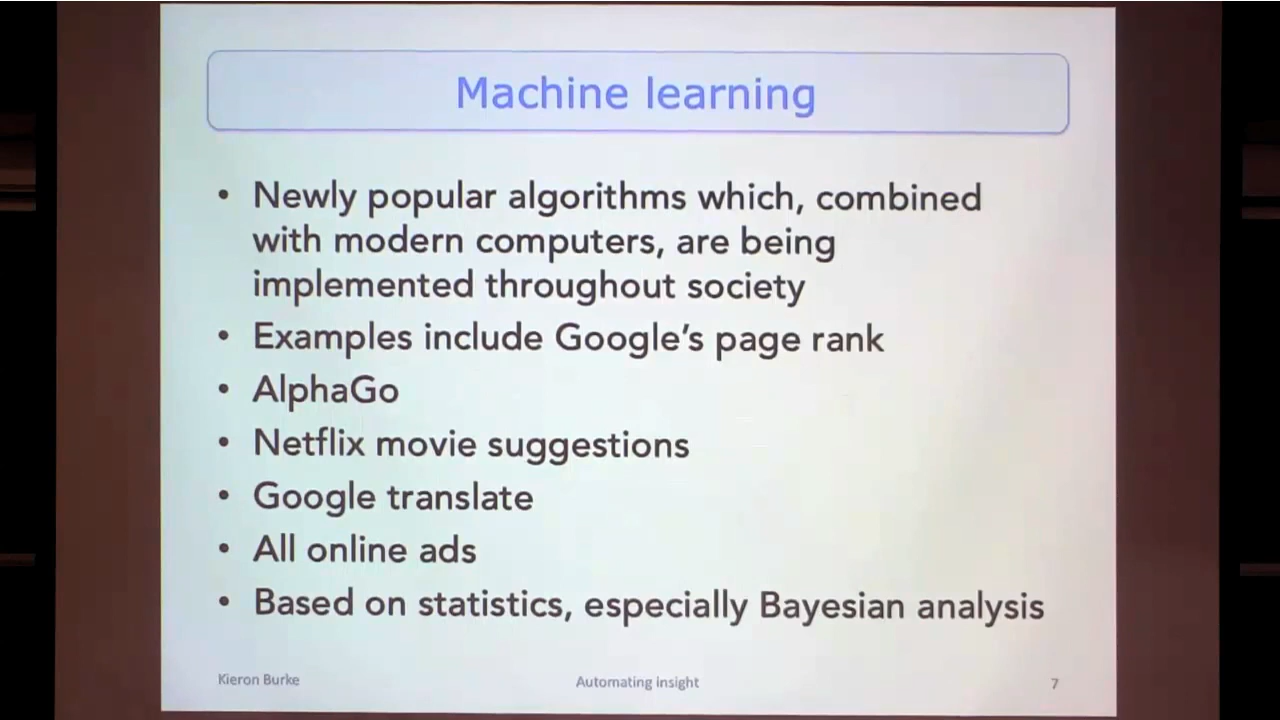 Machine learning
• Newly popular algorithms which, combined
with modern computers, are being
implemented throughout society
• Examples include Google's page rank
• AlphaGo
• Netflix movie suggestions
• Google translate
• All online ads
• Based on statistics, especially Bayesian analysis
Kieron Burke Automating insight 7